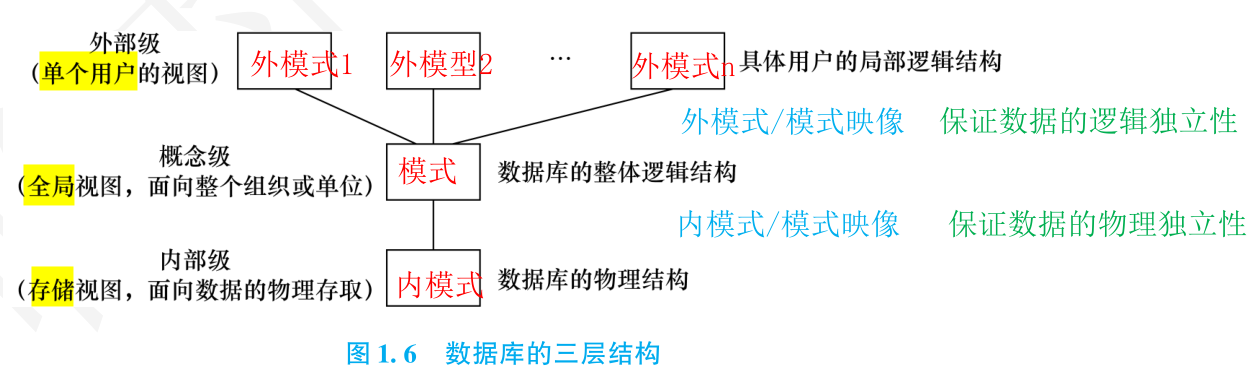 外部级
(单个用户的视图)
外模式1
外模型2
…
外模式n
具体用户的局部逻辑结构
外模式/模式映像 保证数据的逻辑独立性
概念级
(全局视图，面向整个组织或单位)
模式
数据库的整体逻辑结构
内模式/模式映像 保证数据的物理独立性
内部级
(存储视图，面向数据的物理存取)
内模式
数据库的物理结构
图 1.6 数据库的三层结构